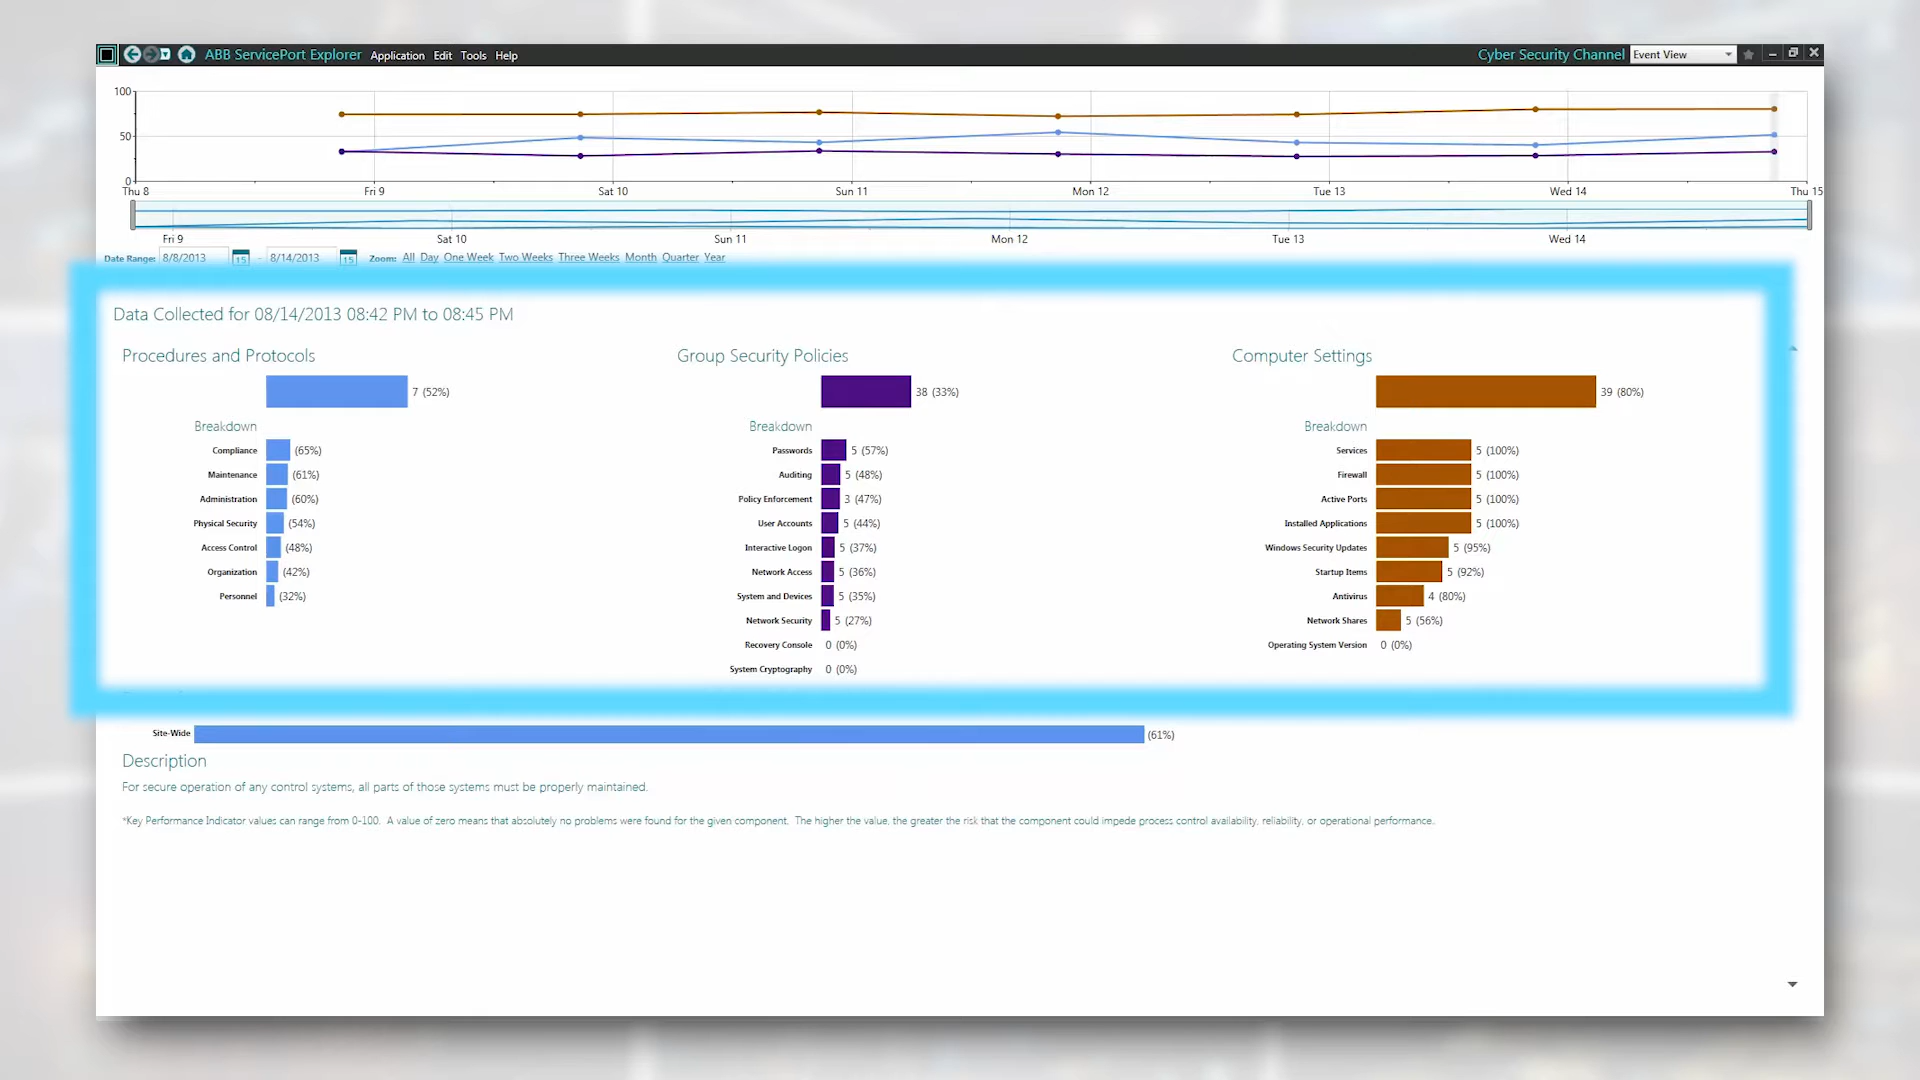 ABB ServicePort Explorer Application Edit Tools Help Cyber Security Channel Event View
100
50
0
Thu 8 Fri 9 Sat 10 Sun 11 Mon 12 Tue 13 Wed 14 Thu 15
Fri 9 Sat 10 Sun 11 Mon 12 Tue 13 Wed 14
Date Range: 8/8/2013 15 - 8/14/2013 15 Zoom: All Day One Week Two Weeks Three Weeks Month Quarter Year
Data Collected for 08/14/2013 08:42 PM to 08:45 PM
Procedures and Protocols
7 (52%)
Breakdown
Compliance (65%)
Maintenance (61%)
Administration (60%)
Physical Security (54%)
Access Control (48%)
Organization (42%)
Personnel (32%)
Group Security Policies
38 (33%)
Breakdown
Passwords 5 (57%)
Auditing 5 (48%)
Policy Enforcement 3 (47%)
User Accounts 5 (44%)
Interactive Logon 5 (37%)
Network Access 5 (36%)
System and Devices 5 (35%)
Network Security 5 (27%)
Recovery Console 0 (0%)
System Cryptography 0 (0%)
Computer Settings
39 (80%)
Breakdown
Services 5 (100%)
Firewall 5 (100%)
Active Ports 5 (100%)
Installed Applications 5 (100%)
Windows Security Updates 5 (95%)
Startup Items 5 (92%)
Antivirus 4 (80%)
Network Shares 5 (56%)
Operating System Version 0 (0%)
Site-Wide (61%)
Description
For secure operation of any control systems, all parts of those systems must be properly maintained.
*Key Performance Indicator values can range from 0-100. A value of zero means that absolutely no problems were found for the given component. The higher the value, the greater the risk that the component could impede process control availability, reliability, or operational performance.